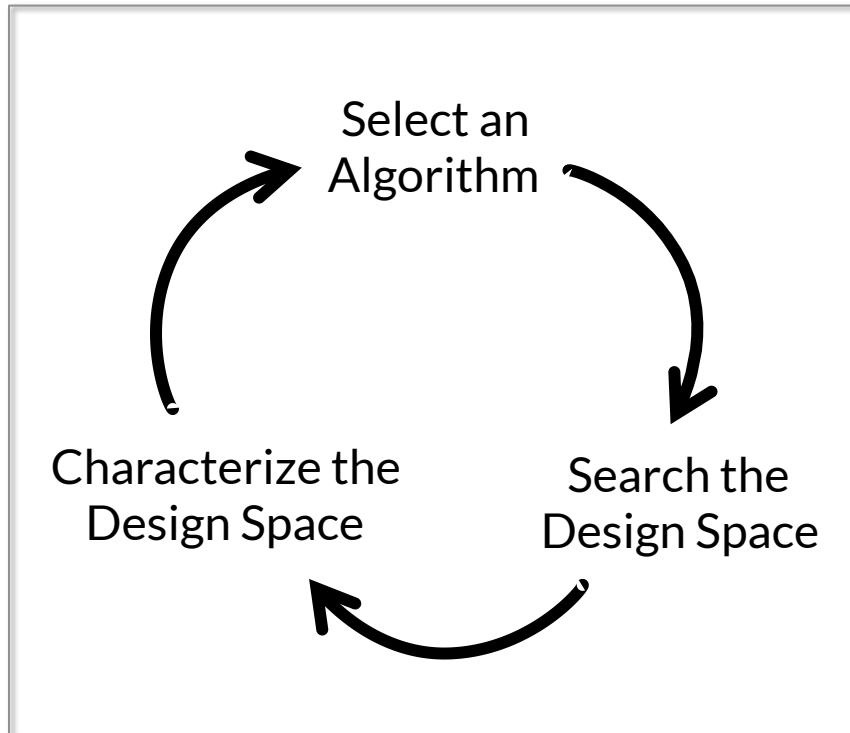 Select an
Algorithm
Search the
Design Space
Characterize the
Design Space